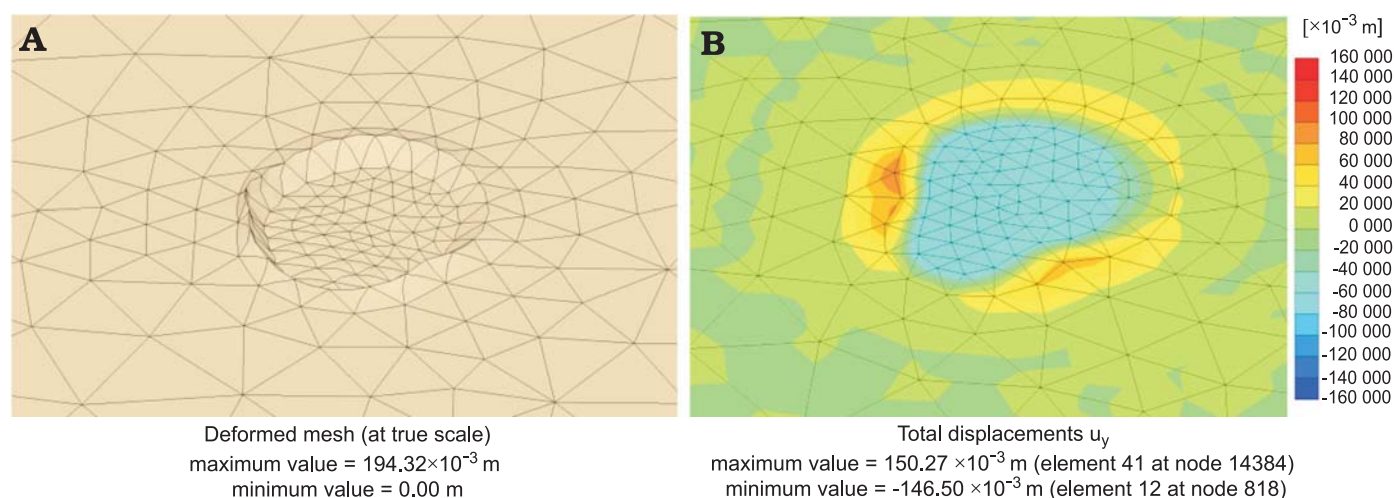 A
B
[×10⁻³ m]
160 000
140 000
120 000
100 000
80 000
60 000
40 000
20 000
0 000
-20 000
-40 000
-60 000
-80 000
-100 000
-120 000
-140 000
-160 000
Deformed mesh (at true scale)
maximum value = 194.32×10⁻³ m
minimum value = 0.00 m
Total displacements uy
maximum value = 150.27 ×10⁻³ m (element 41 at node 14384)
minimum value = -146.50 ×10⁻³ m (element 12 at node 818)